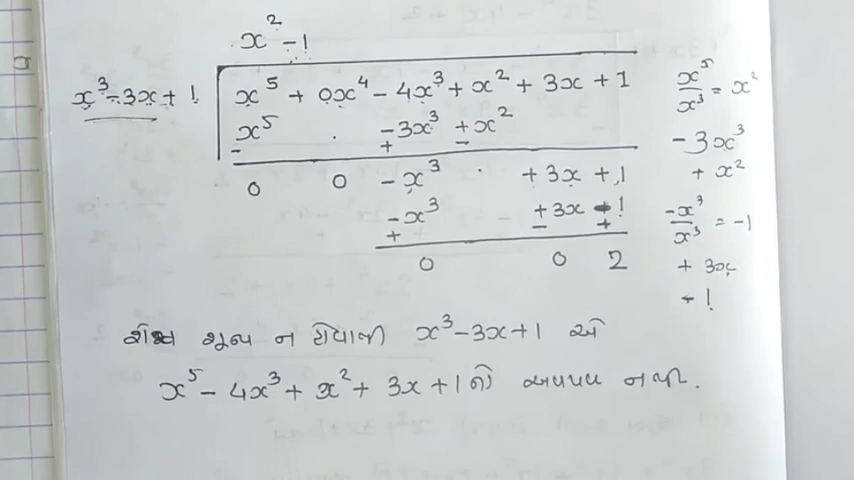 x² - 1
x³ - 3x + 1 | x⁵ + 0x⁴ - 4x³ + x² + 3x + 1
x⁵ . -3x³ + x²
- + -
0 0 - x³ . + 3x + 1
-x³ + 3x - 1
+ - +
0 0 2
x⁵/x³ = x²
- 3x³
+ x²
-x³/x³ = -1
+ 3x
- 1
શેષ શૂન્ય ન હોવાથી x³ - 3x + 1 એ
x⁵ - 4x³ + x² + 3x + 1 નો અવયવ નથી.